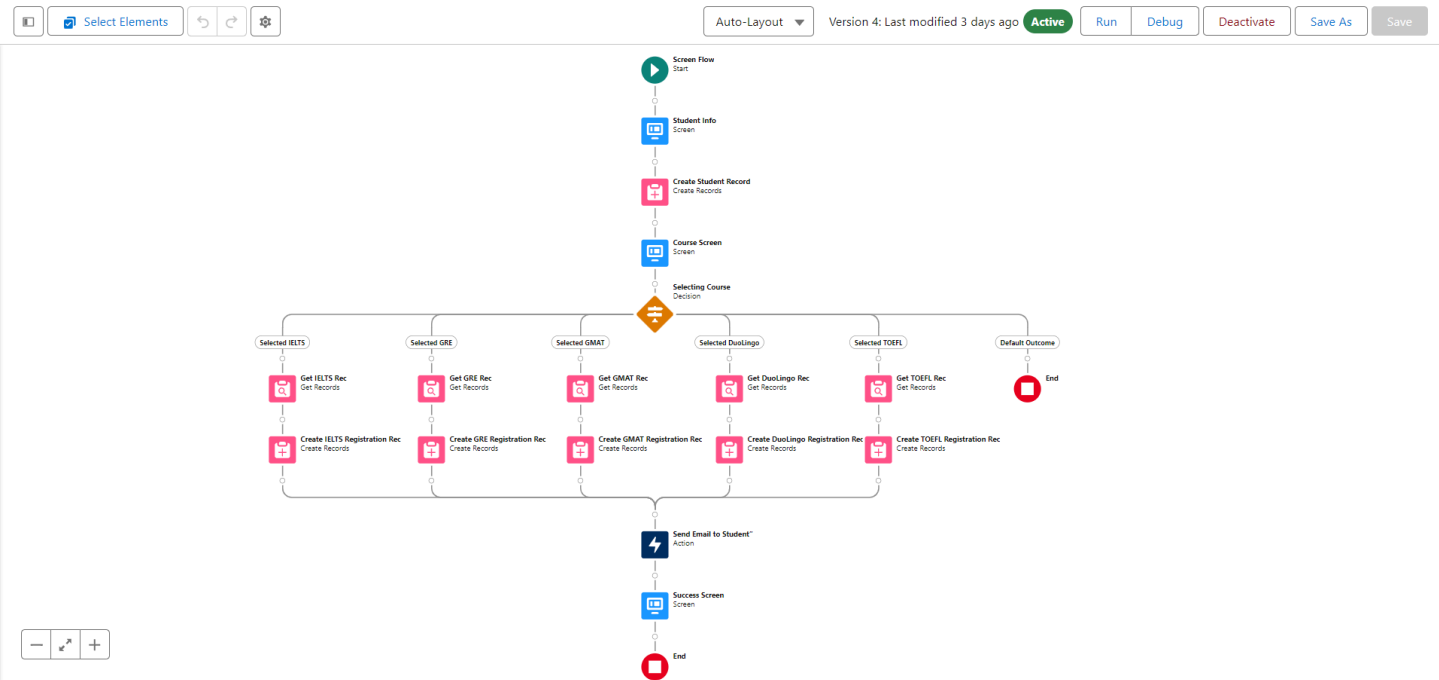 Select Elements
Auto-Layout
Version 4: Last modified 3 days ago
Active
Run
Debug
Deactivate
Save As
Save
Screen Flow
Start
Student Info
Screen
Create Student Record
Create Records
Course Screen
Screen
Selecting Course
Decision
Selected IELTS
Selected GRE
Selected GMAT
Selected DuoLingo
Selected TOEFL
Default Outcome
Get IELTS Rec
Get Records
Get GRE Rec
Get Records
Get GMAT Rec
Get Records
Get DuoLingo Rec
Get Records
Get TOEFL Rec
Get Records
End
Create IELTS Registration Rec
Create Records
Create GRE Registration Rec
Create Records
Create GMAT Registration Rec
Create Records
Create DuoLingo Registration Rec
Create Records
Create TOEFL Registration Rec
Create Records
Send Email to Student"
Action
Success Screen
Screen
End